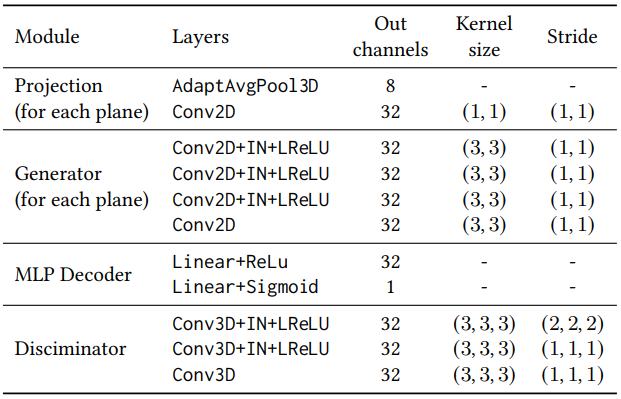 Module Layers Out channels Kernel size Stride
Projection (for each plane) AdaptAvgPool3D 8 - -
Conv2D 32 (1, 1) (1, 1)
Generator (for each plane) Conv2D+IN+LReLU 32 (3, 3) (1, 1)
Conv2D+IN+LReLU 32 (3, 3) (1, 1)
Conv2D+IN+LReLU 32 (3, 3) (1, 1)
Conv2D 32 (3, 3) (1, 1)
MLP Decoder Linear+ReLu 32 - -
Linear+Sigmoid 1 - -
Disciminator Conv3D+IN+LReLU 32 (3, 3, 3) (2, 2, 2)
Conv3D+IN+LReLU 32 (3, 3, 3) (1, 1, 1)
Conv3D 32 (3, 3, 3) (1, 1, 1)